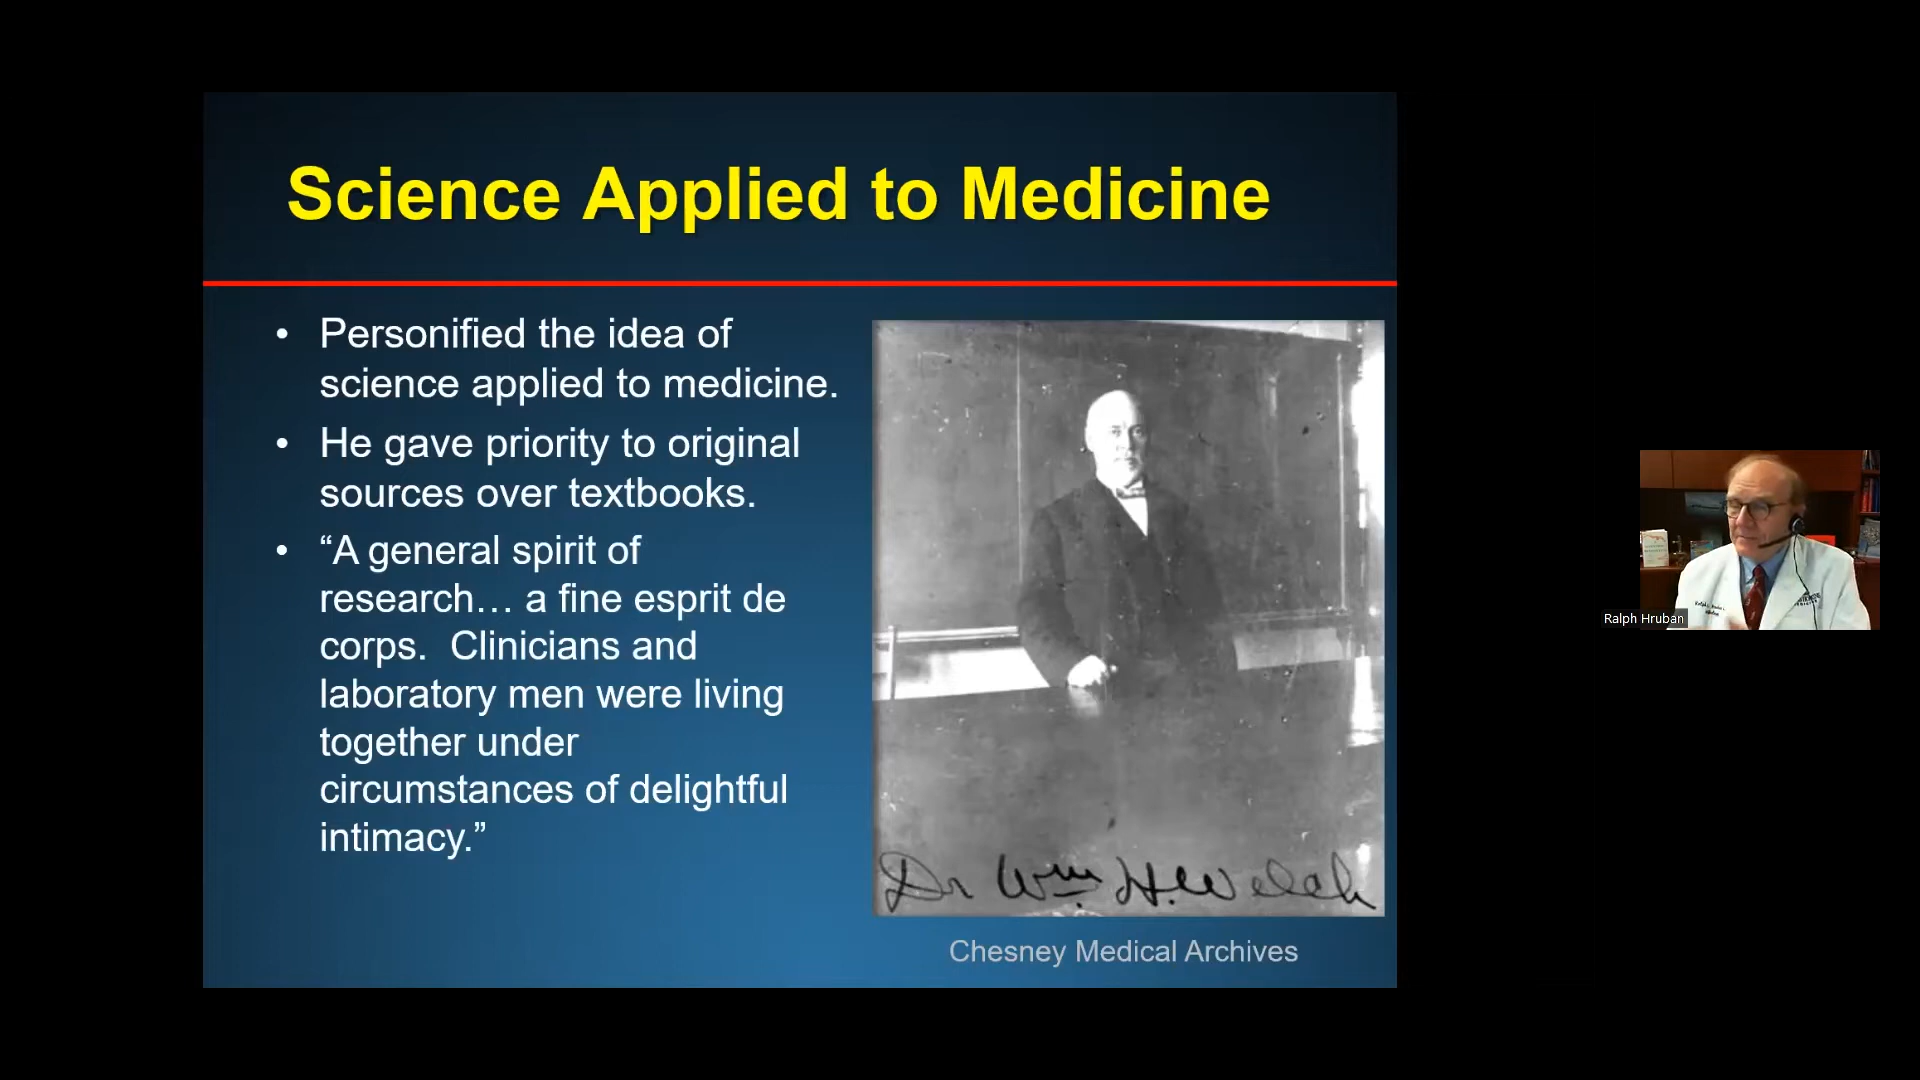 Science Applied to Medicine
• Personified the idea of
science applied to medicine.
• He gave priority to original
sources over textbooks.
• “A general spirit of
research… a fine esprit de
corps.  Clinicians and
laboratory men were living
together under
circumstances of delightful
intimacy.”
Dr Wm. H. Welch
Chesney Medical Archives
Ralph Hruban